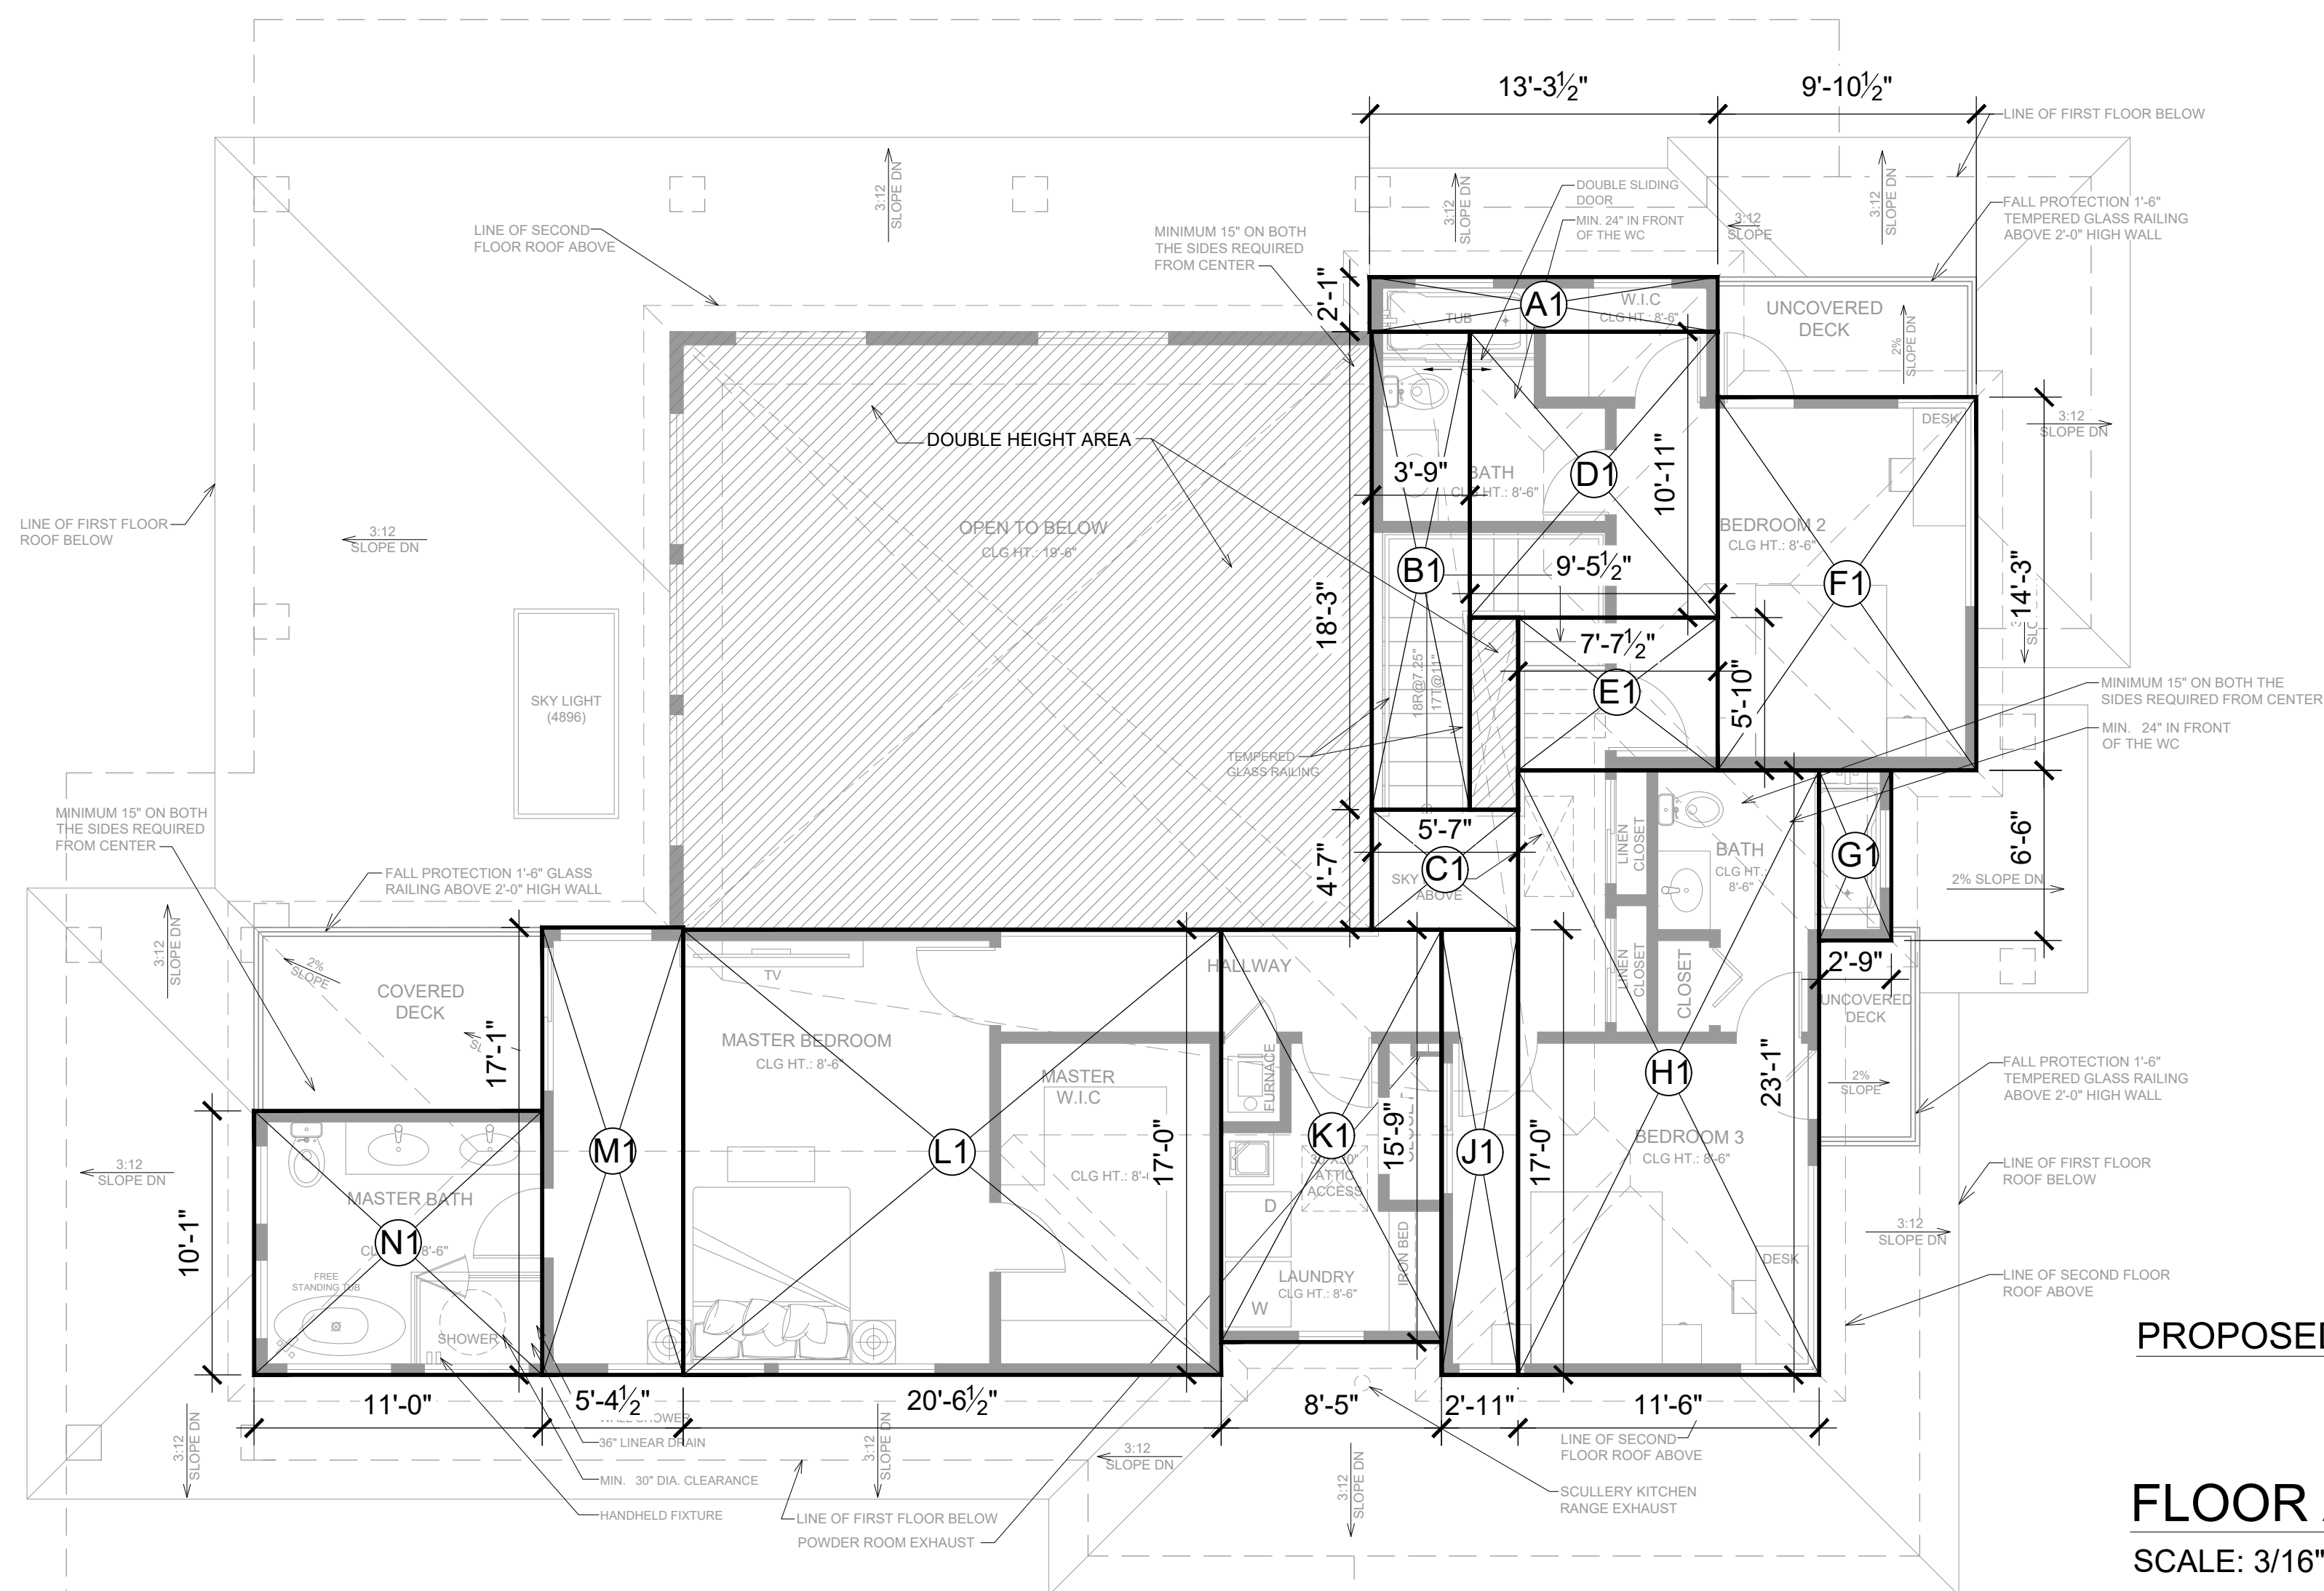 13'-3½"
9'-10½"
LINE OF FIRST FLOOR BELOW
3:12
SLOPE DN
3:12
SLOPE DN
3:12
SLOPE DN
DOUBLE SLIDING
DOOR
MIN. 24" IN FRONT
OF THE WC
3:12
SLOPE
FALL PROTECTION 1'-6"
TEMPERED GLASS RAILING
ABOVE 2'-0" HIGH WALL
LINE OF SECOND
FLOOR ROOF ABOVE
MINIMUM 15" ON BOTH
THE SIDES REQUIRED
FROM CENTER
2'-1"
A1
TUB
W.I.C
CLG HT.: 8'-6"
UNCOVERED
DECK
2%
SLOPE DN
DESK
3:12
SLOPE DN
DOUBLE HEIGHT AREA
3'-9"
BATH
CLG HT.: 8'-6"
D1
10'-11"
BEDROOM 2
CLG HT.: 8'-6"
LINE OF FIRST FLOOR
ROOF BELOW
3:12
SLOPE DN
OPEN TO BELOW
CLG HT.: 19'-6"
B1
9'-5½"
F1
14'-3"
18'-3"
7'-7½"
E1
5'-10"
18R@7.25"
17T@11"
SKY LIGHT
(4896)
TEMPERED
GLASS RAILING
MINIMUM 15" ON BOTH THE
SIDES REQUIRED FROM CENTER
MIN. 24" IN FRONT
OF THE WC
MINIMUM 15" ON BOTH
THE SIDES REQUIRED
FROM CENTER
FALL PROTECTION 1'-6" GLASS
RAILING ABOVE 2'-0" HIGH WALL
5'-7"
4'-7"
C1
SKY
ABOVE
LINEN
CLOSET
BATH
CLG HT.:
8'-6"
G1
6'-6"
2% SLOPE DN
3:12
SLOPE DN
2%
SLOPE
COVERED
DECK
TV
HALLWAY
LINEN
CLOSET
CLOSET
2'-9"
UNCOVERED
DECK
17'-1"
MASTER BEDROOM
CLG HT.: 8'-6"
MASTER
W.I.C
CLG HT.: 8'-
17'-0"
FURNACE
K1
15'-9"
J1
17'-0"
H1
23'-1"
2%
SLOPE
FALL PROTECTION 1'-6"
TEMPERED GLASS RAILING
ABOVE 2'-0" HIGH WALL
BEDROOM 3
CLG HT.: 8'-6"
M1
L1
ATTIC
ACCESS
3:12
SLOPE DN
MASTER BATH
8'-6"
N1
10'-1"
D
IRON BED
LINE OF FIRST FLOOR
ROOF BELOW
3:12
SLOPE DN
FREE
STANDING TUB
SHOWER
LAUNDRY
CLG HT.: 8'-6"
W
DESK
LINE OF SECOND FLOOR
ROOF ABOVE
PROPOSED
11'-0"
5'-4½"
20'-6½"
8'-5"
2'-11"
11'-6"
36" LINEAR DRAIN
3:12
SLOPE DN
3:12
SLOPE DN
3:12
SLOPE DN
3:12
SLOPE DN
LINE OF SECOND
FLOOR ROOF ABOVE
MIN. 30" DIA. CLEARANCE
HANDHELD FIXTURE
LINE OF FIRST FLOOR BELOW
POWDER ROOM EXHAUST
SCULLERY KITCHEN
RANGE EXHAUST
FLOOR
SCALE: 3/16"